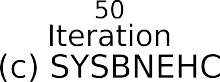 50
Iteration
(c) SYSBNEHC